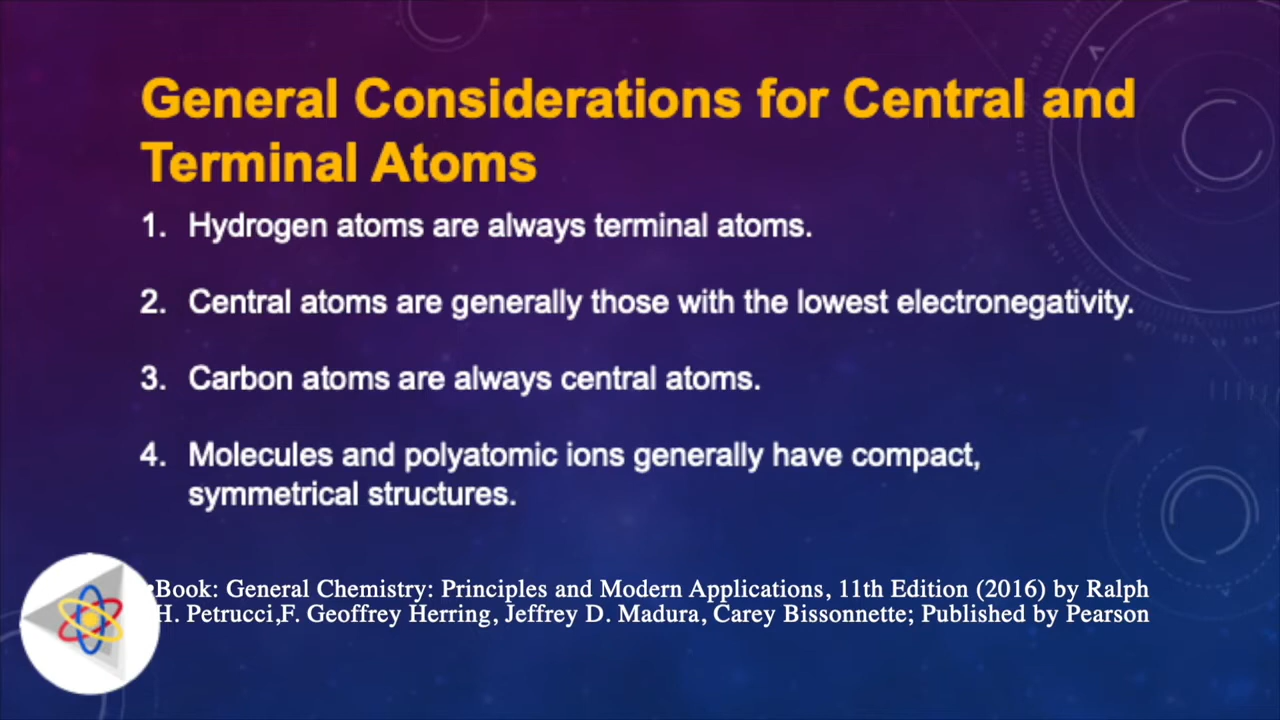 General Considerations for Central and
Terminal Atoms
1. Hydrogen atoms are always terminal atoms.
2. Central atoms are generally those with the lowest electronegativity.
3. Carbon atoms are always central atoms.
4. Molecules and polyatomic ions generally have compact,
symmetrical structures.
Book: General Chemistry: Principles and Modern Applications, 11th Edition (2016) by Ralph
H. Petrucci,F. Geoffrey Herring, Jeffrey D. Madura, Carey Bissonnette; Published by Pearson